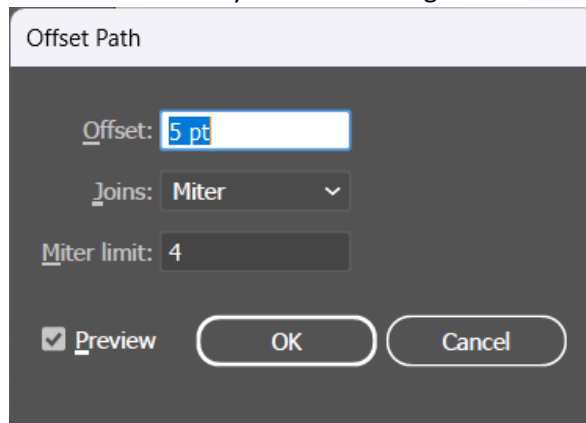 Offset Path
Offset: 5 pt
Joins: Miter
Miter limit: 4
Preview OK Cancel